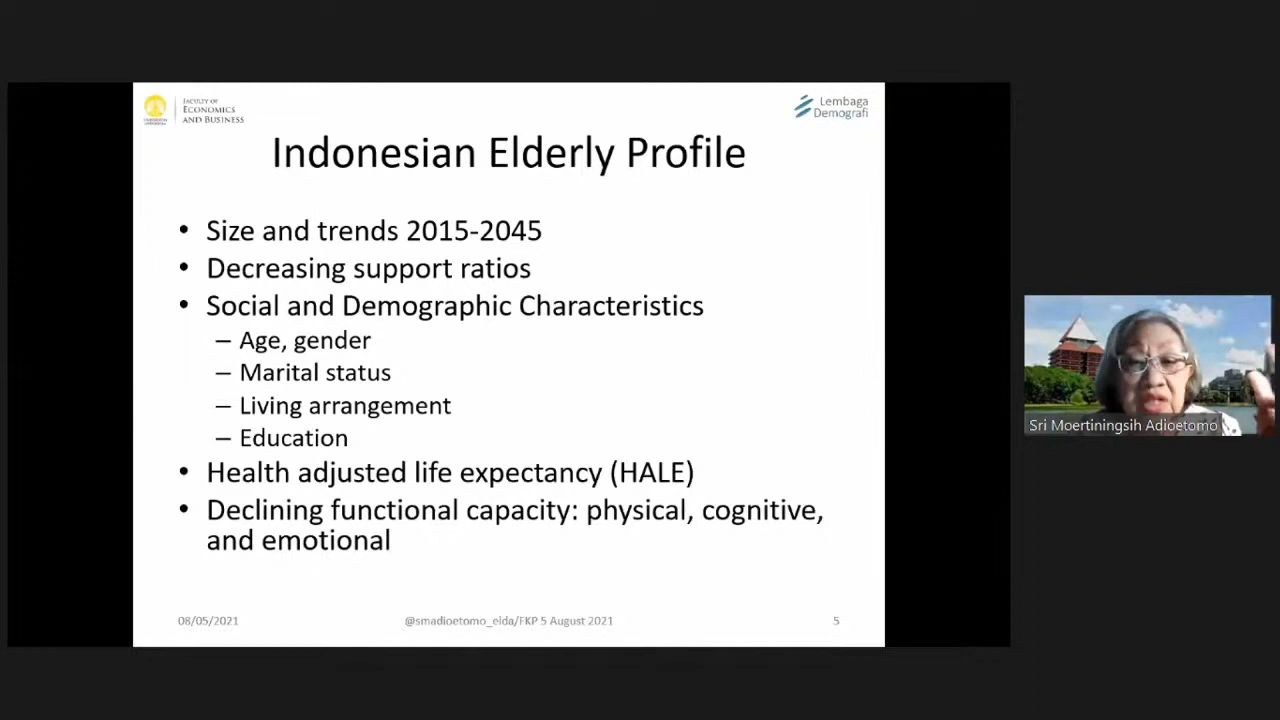 FACULTY OF
ECONOMICS
AND BUSINESS
Lembaga
Demografi
Indonesian Elderly Profile
• Size and trends 2015-2045
• Decreasing support ratios
• Social and Demographic Characteristics
– Age, gender
– Marital status
– Living arrangement
– Education
• Health adjusted life expectancy (HALE)
• Declining functional capacity: physical, cognitive,
and emotional
08/05/2021
@smadioetomo_elda/FKP 5 August 2021
5
Sri Moertiningsih Adioetomo